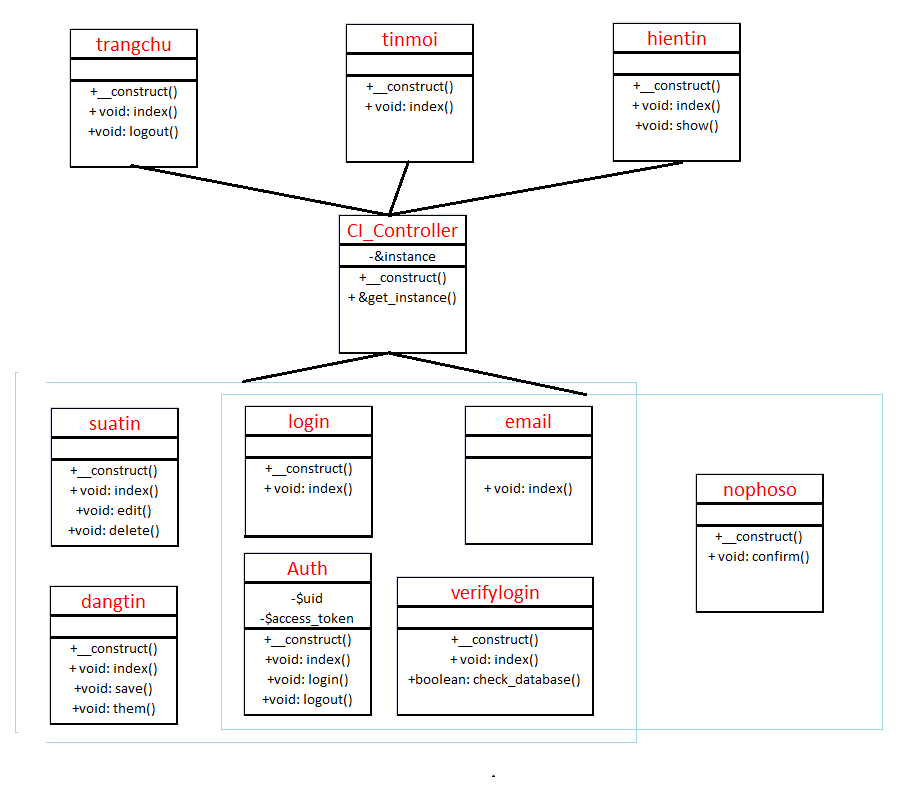 trangchu
+__construct()
+ void: index()
+void: logout()
tinmoi
+__construct()
+ void: index()
hientin
+__construct()
+ void: index()
+void: show()
CI_Controller
-&instance
+__construct()
+ &get_instance()
suatin
+__construct()
+ void: index()
+void: edit()
+void: delete()
login
+__construct()
+ void: index()
email
+ void: index()
nophoso
+__construct()
+ void: confirm()
dangtin
+__construct()
+ void: index()
+void: save()
+void: them()
Auth
-$uid
-$access_token
+__construct()
+void: index()
+void: login()
+void: logout()
verifylogin
+__construct()
+ void: index()
+boolean: check_database()
.